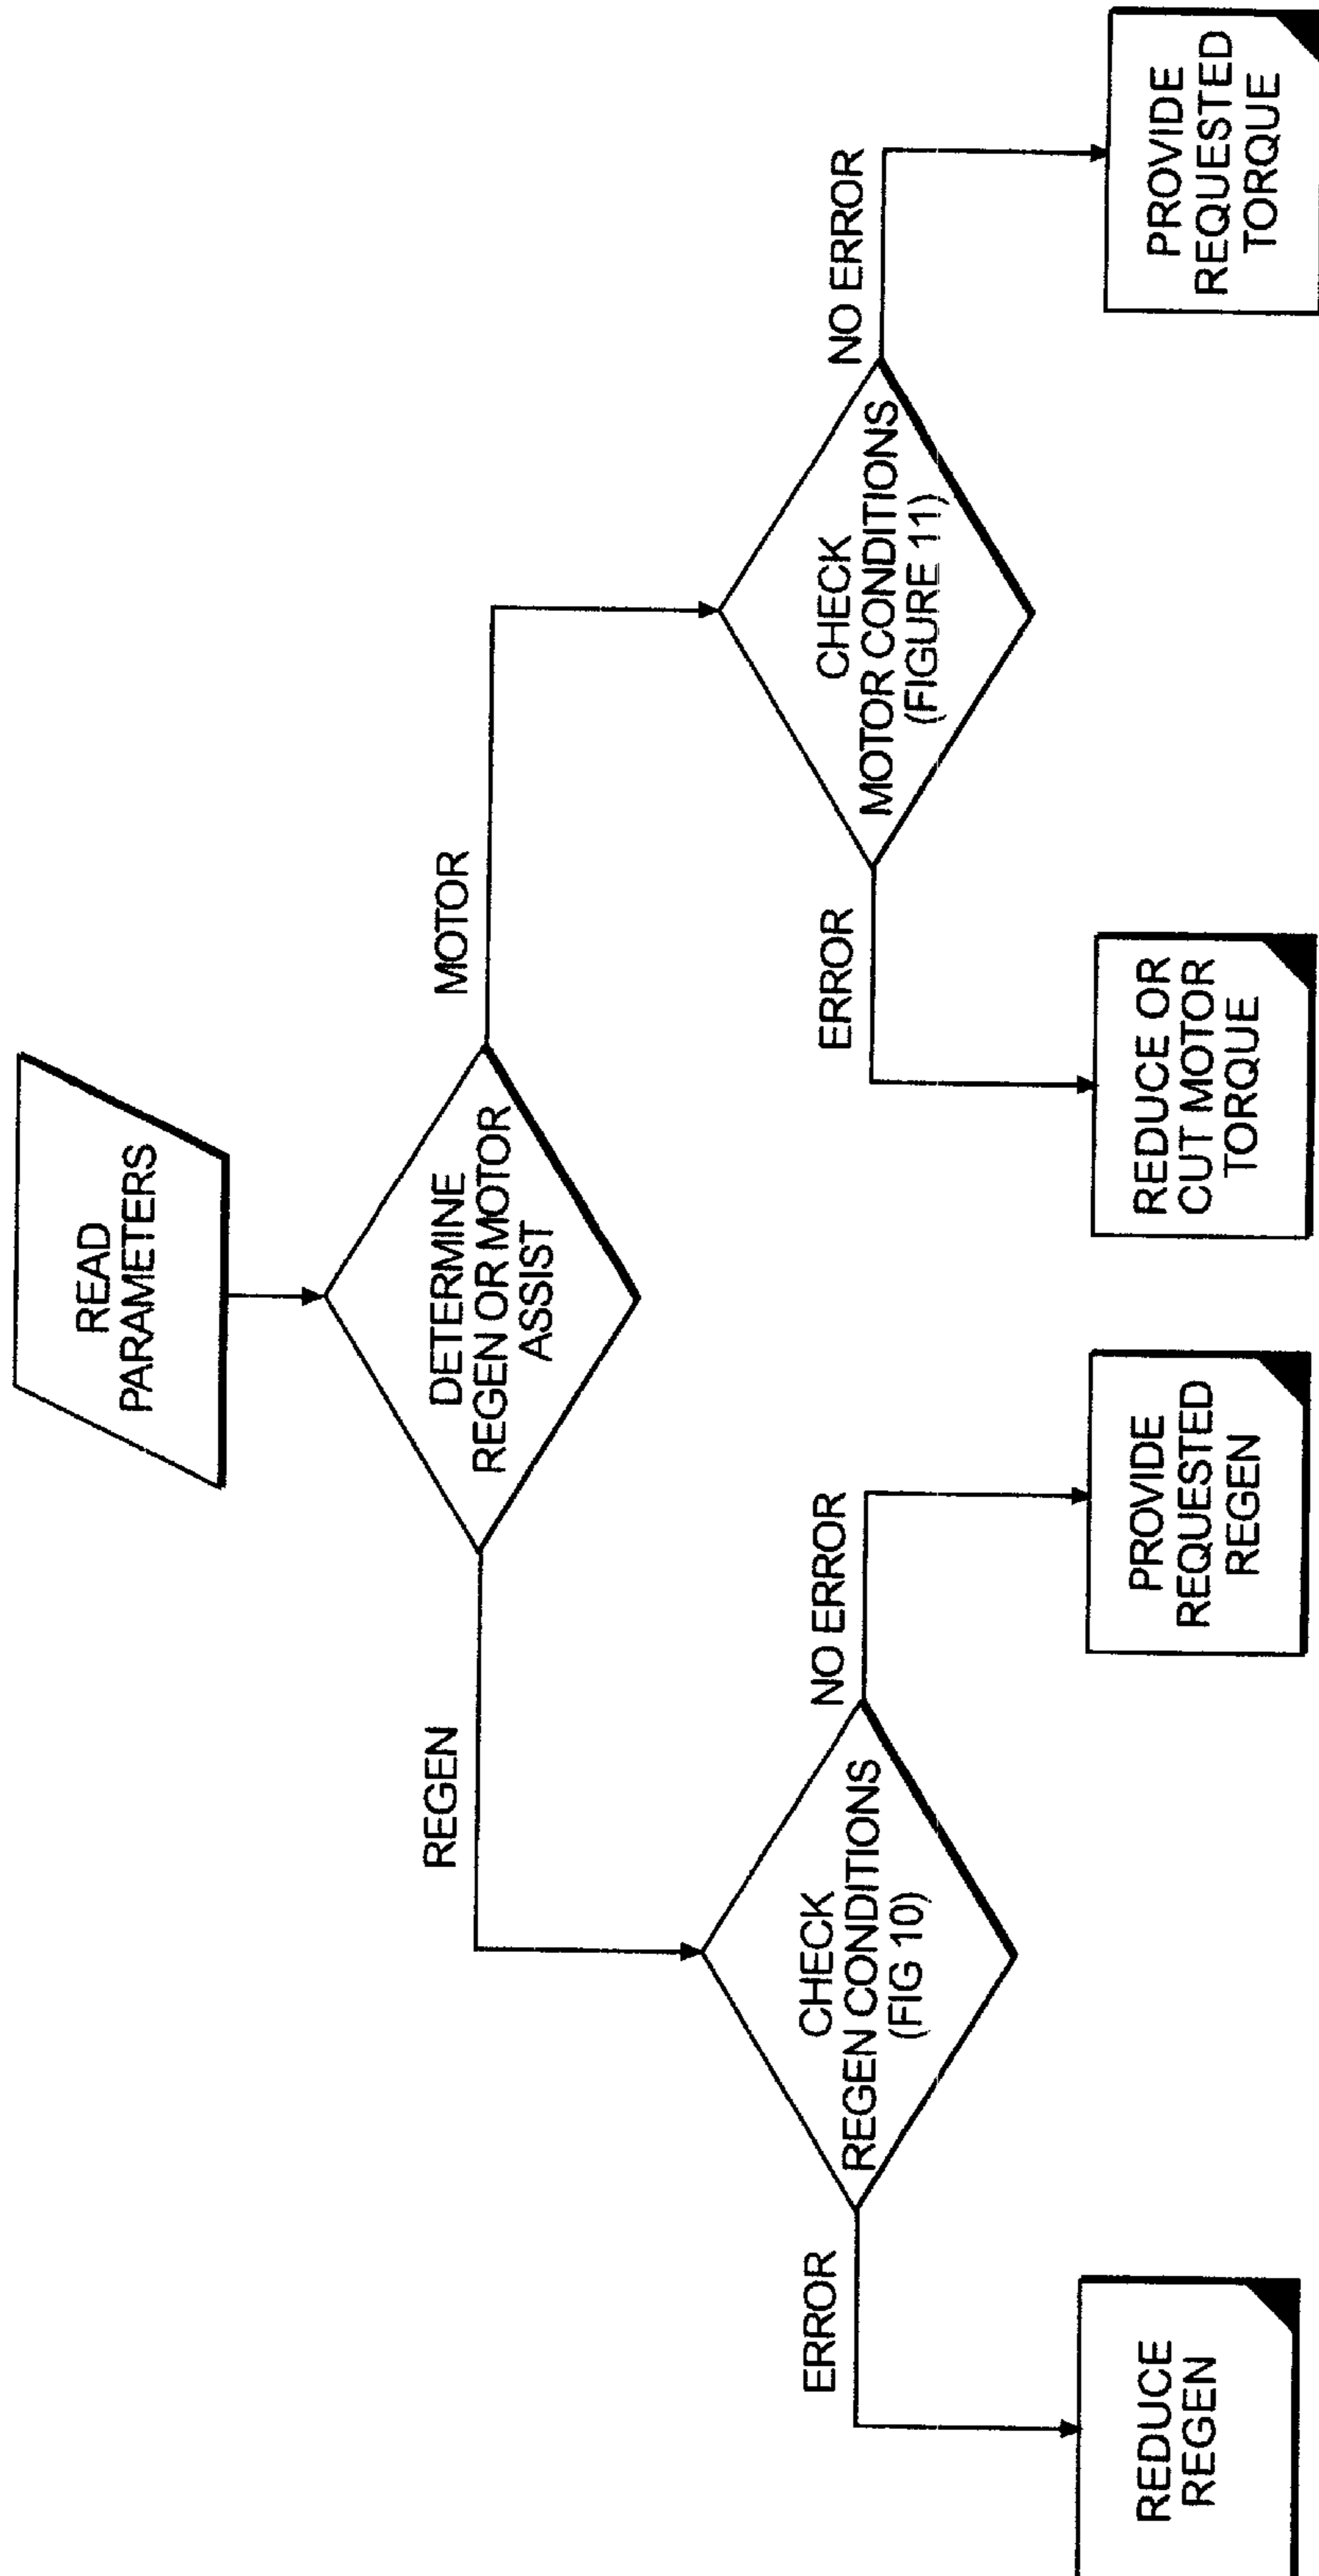 READ
PARAMETERS
DETERMINE
REGEN OR MOTOR
ASSIST
REGEN
MOTOR
CHECK
REGEN CONDITIONS
(FIG 10)
CHECK
MOTOR CONDITIONS
(FIGURE 11)
ERROR
NO ERROR
ERROR
NO ERROR
REDUCE
REGEN
PROVIDE
REQUESTED
REGEN
REDUCE OR
CUT MOTOR
TORQUE
PROVIDE
REQUESTED
TORQUE